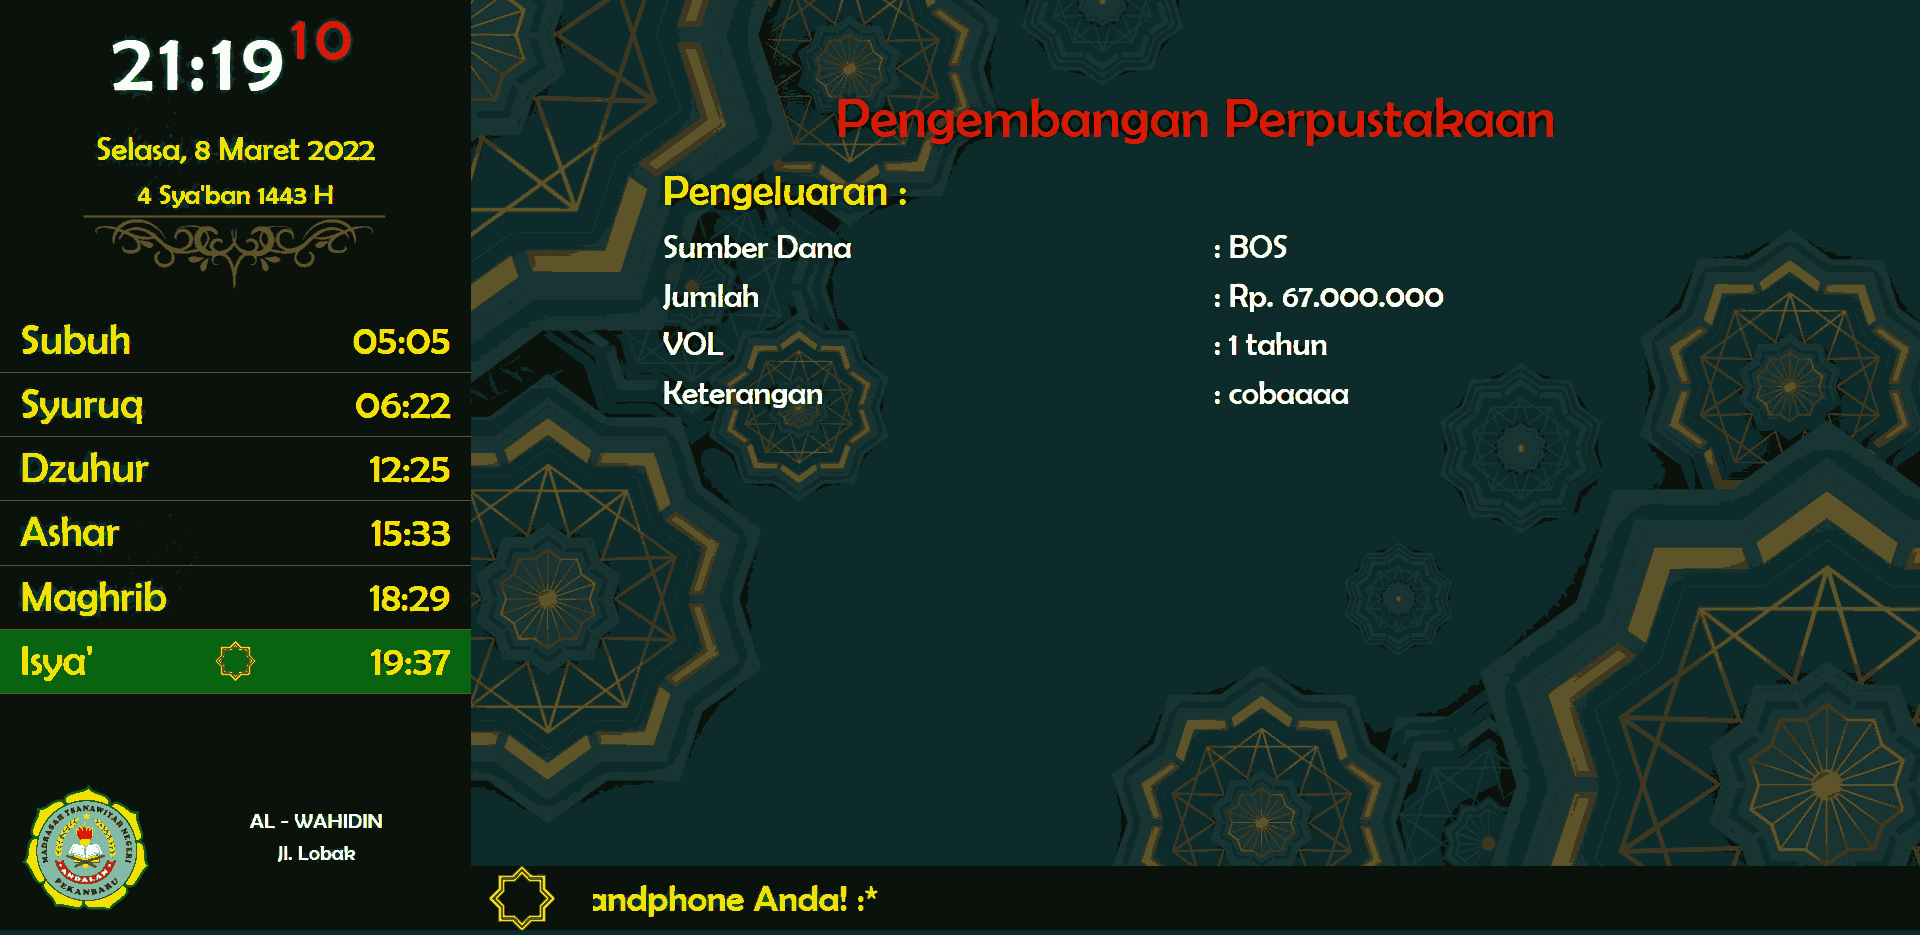 21:19 10
Selasa, 8 Maret 2022
4 Sya'ban 1443 H
Subuh 05:05
Syuruq 06:22
Dzuhur 12:25
Ashar 15:33
Maghrib 18:29
Isya' 19:37
MADRASAH TSANAWIYAH NEGERI
ANDALAN
PEKANBARU
AL - WAHIDIN
Jl. Lobak
Pengembangan Perpustakaan
Pengeluaran :
Sumber Dana : BOS
Jumlah : Rp. 67.000.000
VOL : 1 tahun
Keterangan : cobaaaa
andphone Anda! :*